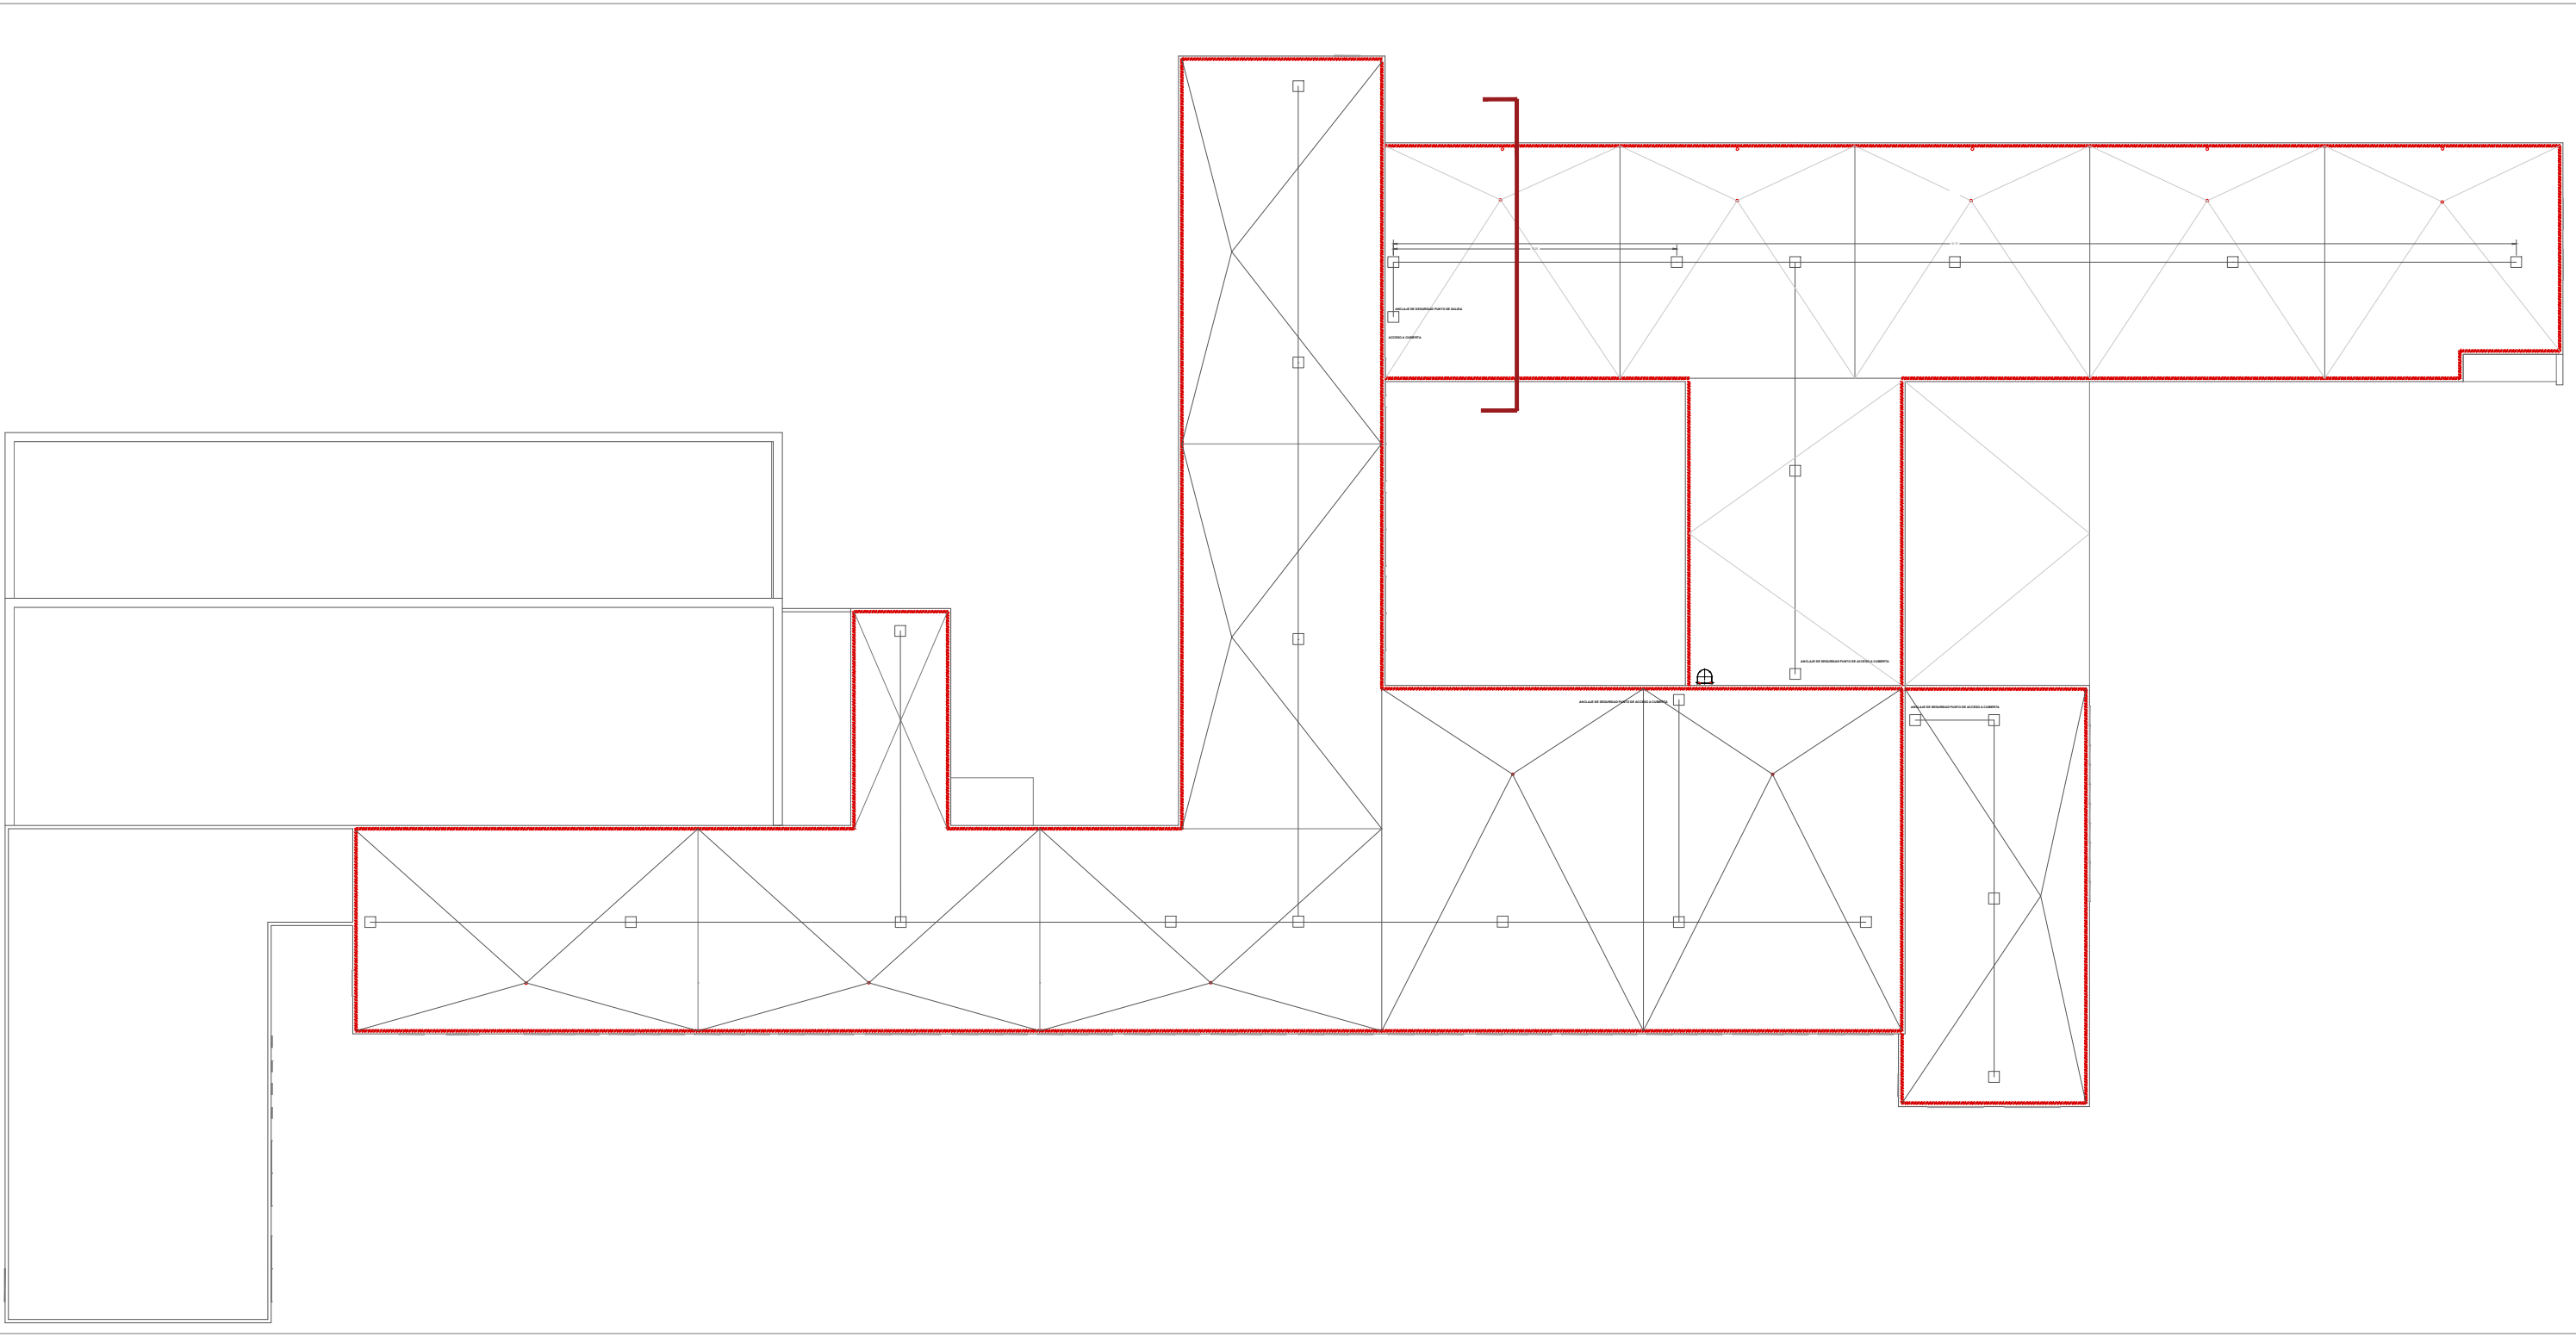 ANCLAJE DE SEGURIDAD PUNTO DE SALIDA
ACCESO A CUBIERTA
ANCLAJE DE SEGURIDAD PUNTO DE ACCESO A CUBIERTA
ANCLAJE DE SEGURIDAD PUNTO DE ACCESO A CUBIERTA
ANCLAJE DE SEGURIDAD PUNTO DE ACCESO A CUBIERTA